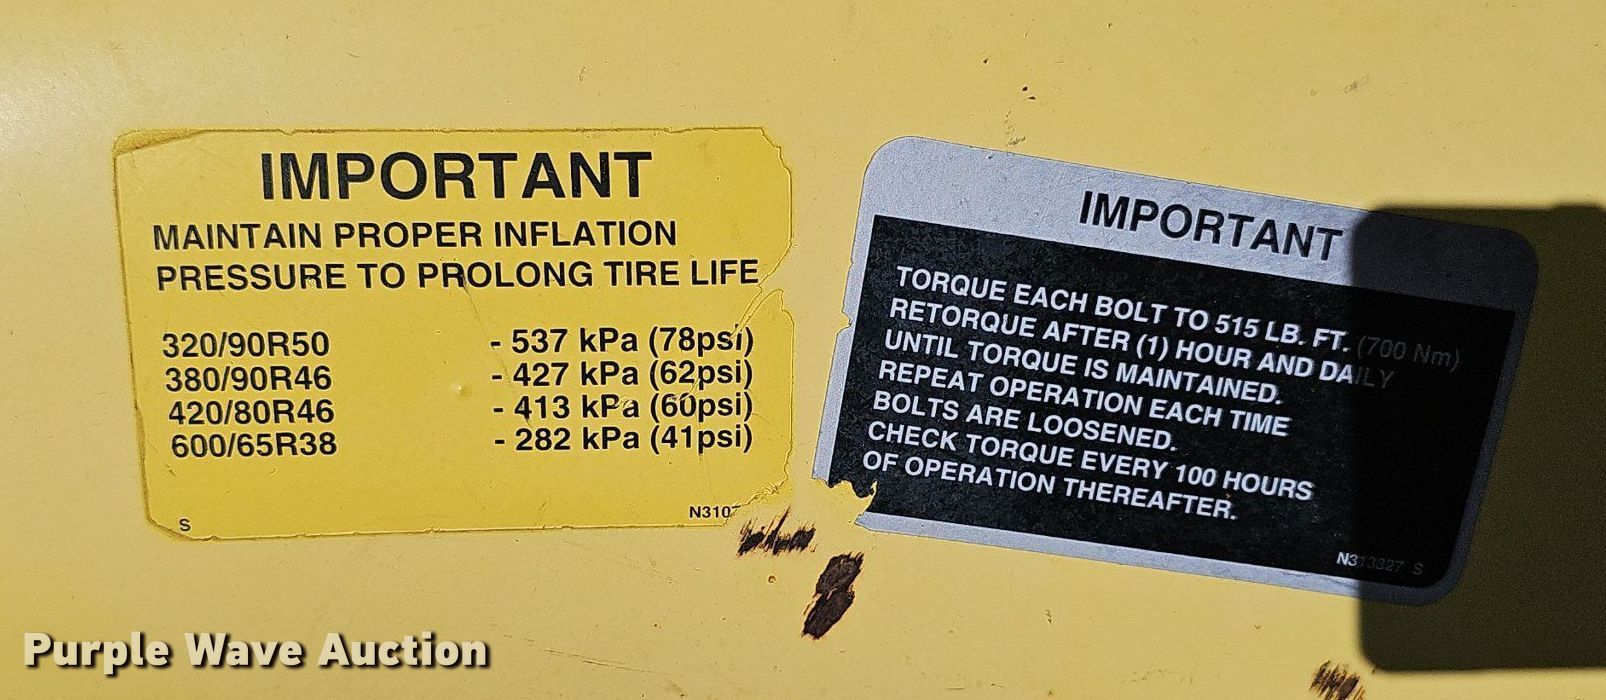 IMPORTANT
MAINTAIN PROPER INFLATION
PRESSURE TO PROLONG TIRE LIFE
320/90R50 - 537 kPa (78psi)
380/90R46 - 427 kPa (62psi)
420/80R46 - 413 kPa (60psi)
600/65R38 - 282 kPa (41psi)
S
IMPORTANT
TORQUE EACH BOLT TO 515 LB. FT. (700 Nm)
RETORQUE AFTER (1) HOUR AND DAILY
UNTIL TORQUE IS MAINTAINED.
REPEAT OPERATION EACH TIME
BOLTS ARE LOOSENED.
CHECK TORQUE EVERY 100 HOURS
OF OPERATION THEREAFTER.
N313327 S
Purple Wave Auction